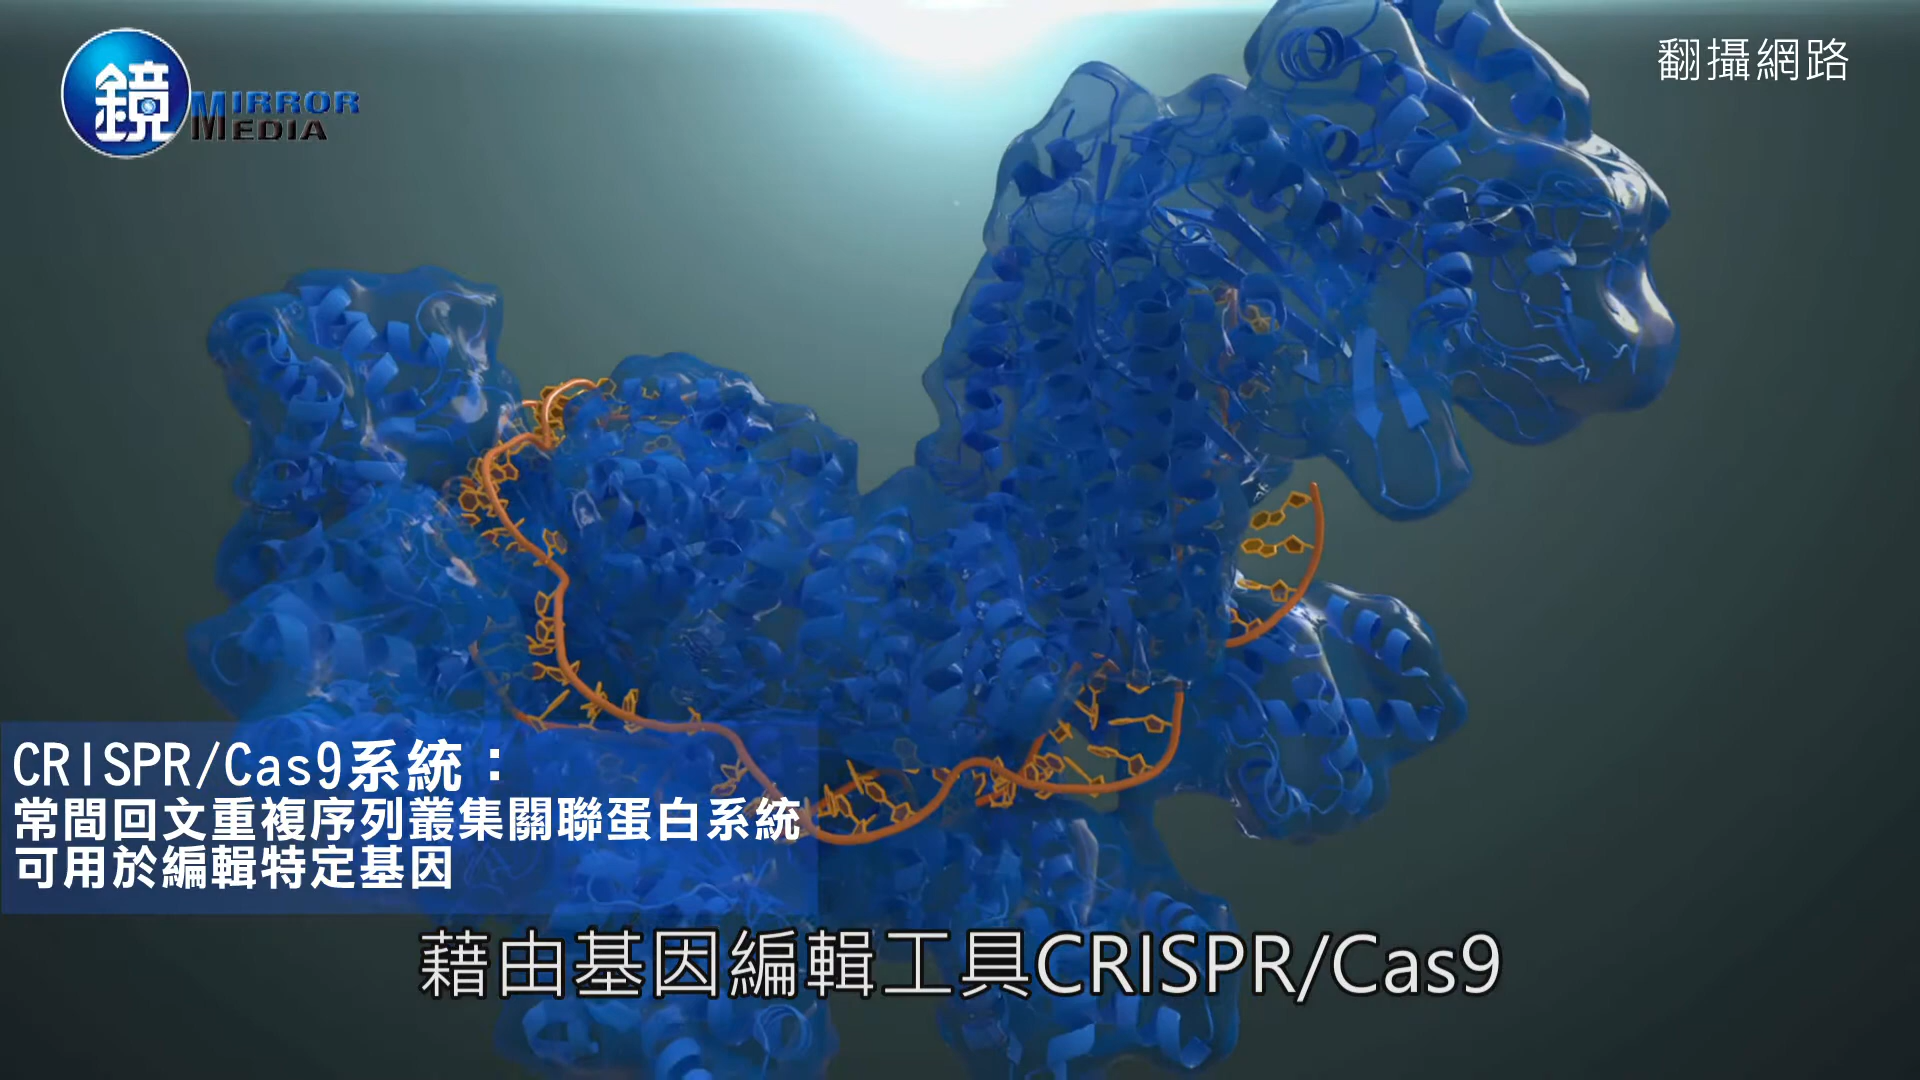 鏡
MIRROR
MEDIA
翻攝網路
CRISPR/Cas9系統：
常間回文重複序列叢集關聯蛋白系統
可用於編輯特定基因
藉由基因編輯工具CRISPR/Cas9